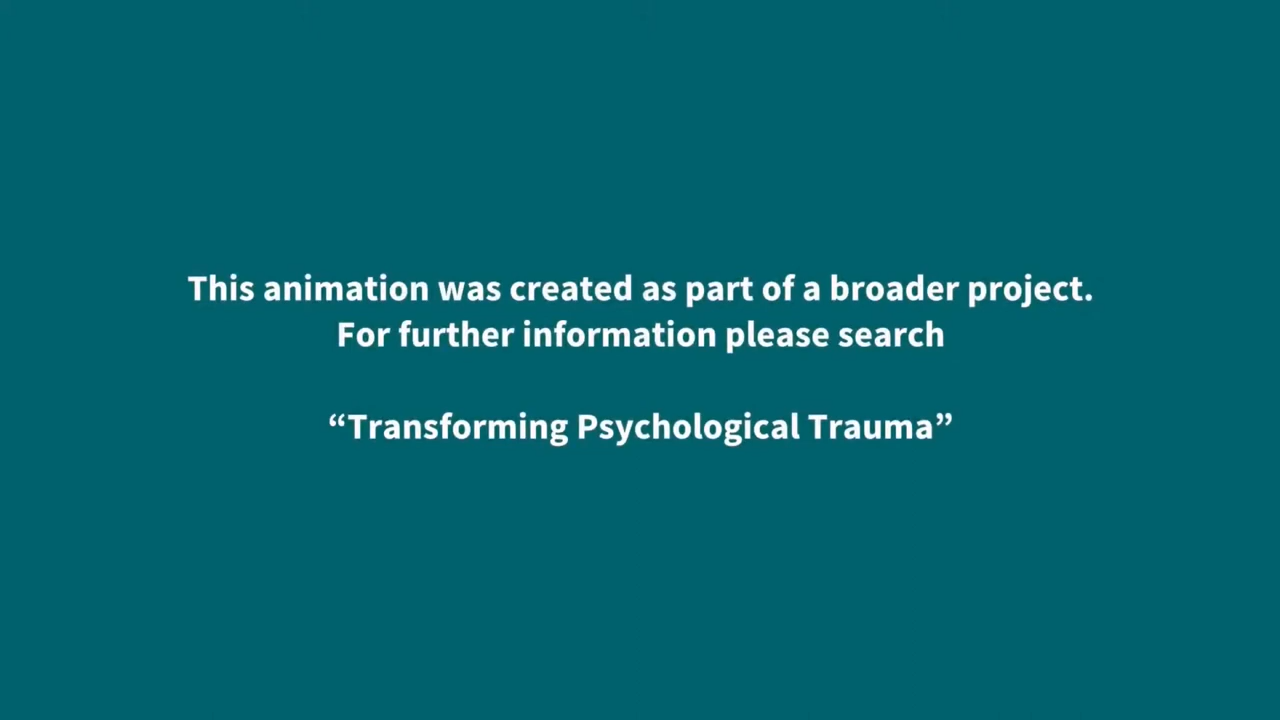 This animation was created as part of a broader project.
For further information please search
“Transforming Psychological Trauma”